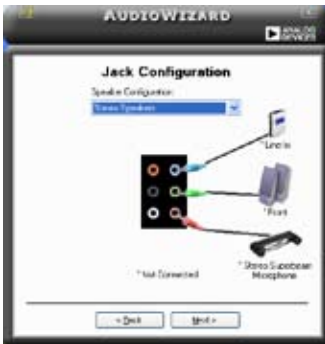 AUDIOWIZARD
ANALOG
DEVICES
Jack Configuration
Speaker Configuration
Stereo Speakers
*Line In
*Front
*Stereo Superbeam
Microphone
*Not Connected
< Back
Next >